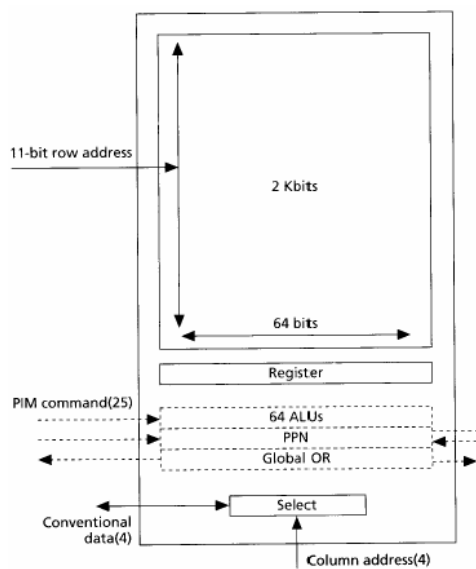 11-bit row address
2 Kbits
64 bits
Register
PIM command(25)
64 ALUs
PPN
Global OR
Select
Conventional
data(4)
Column address(4)